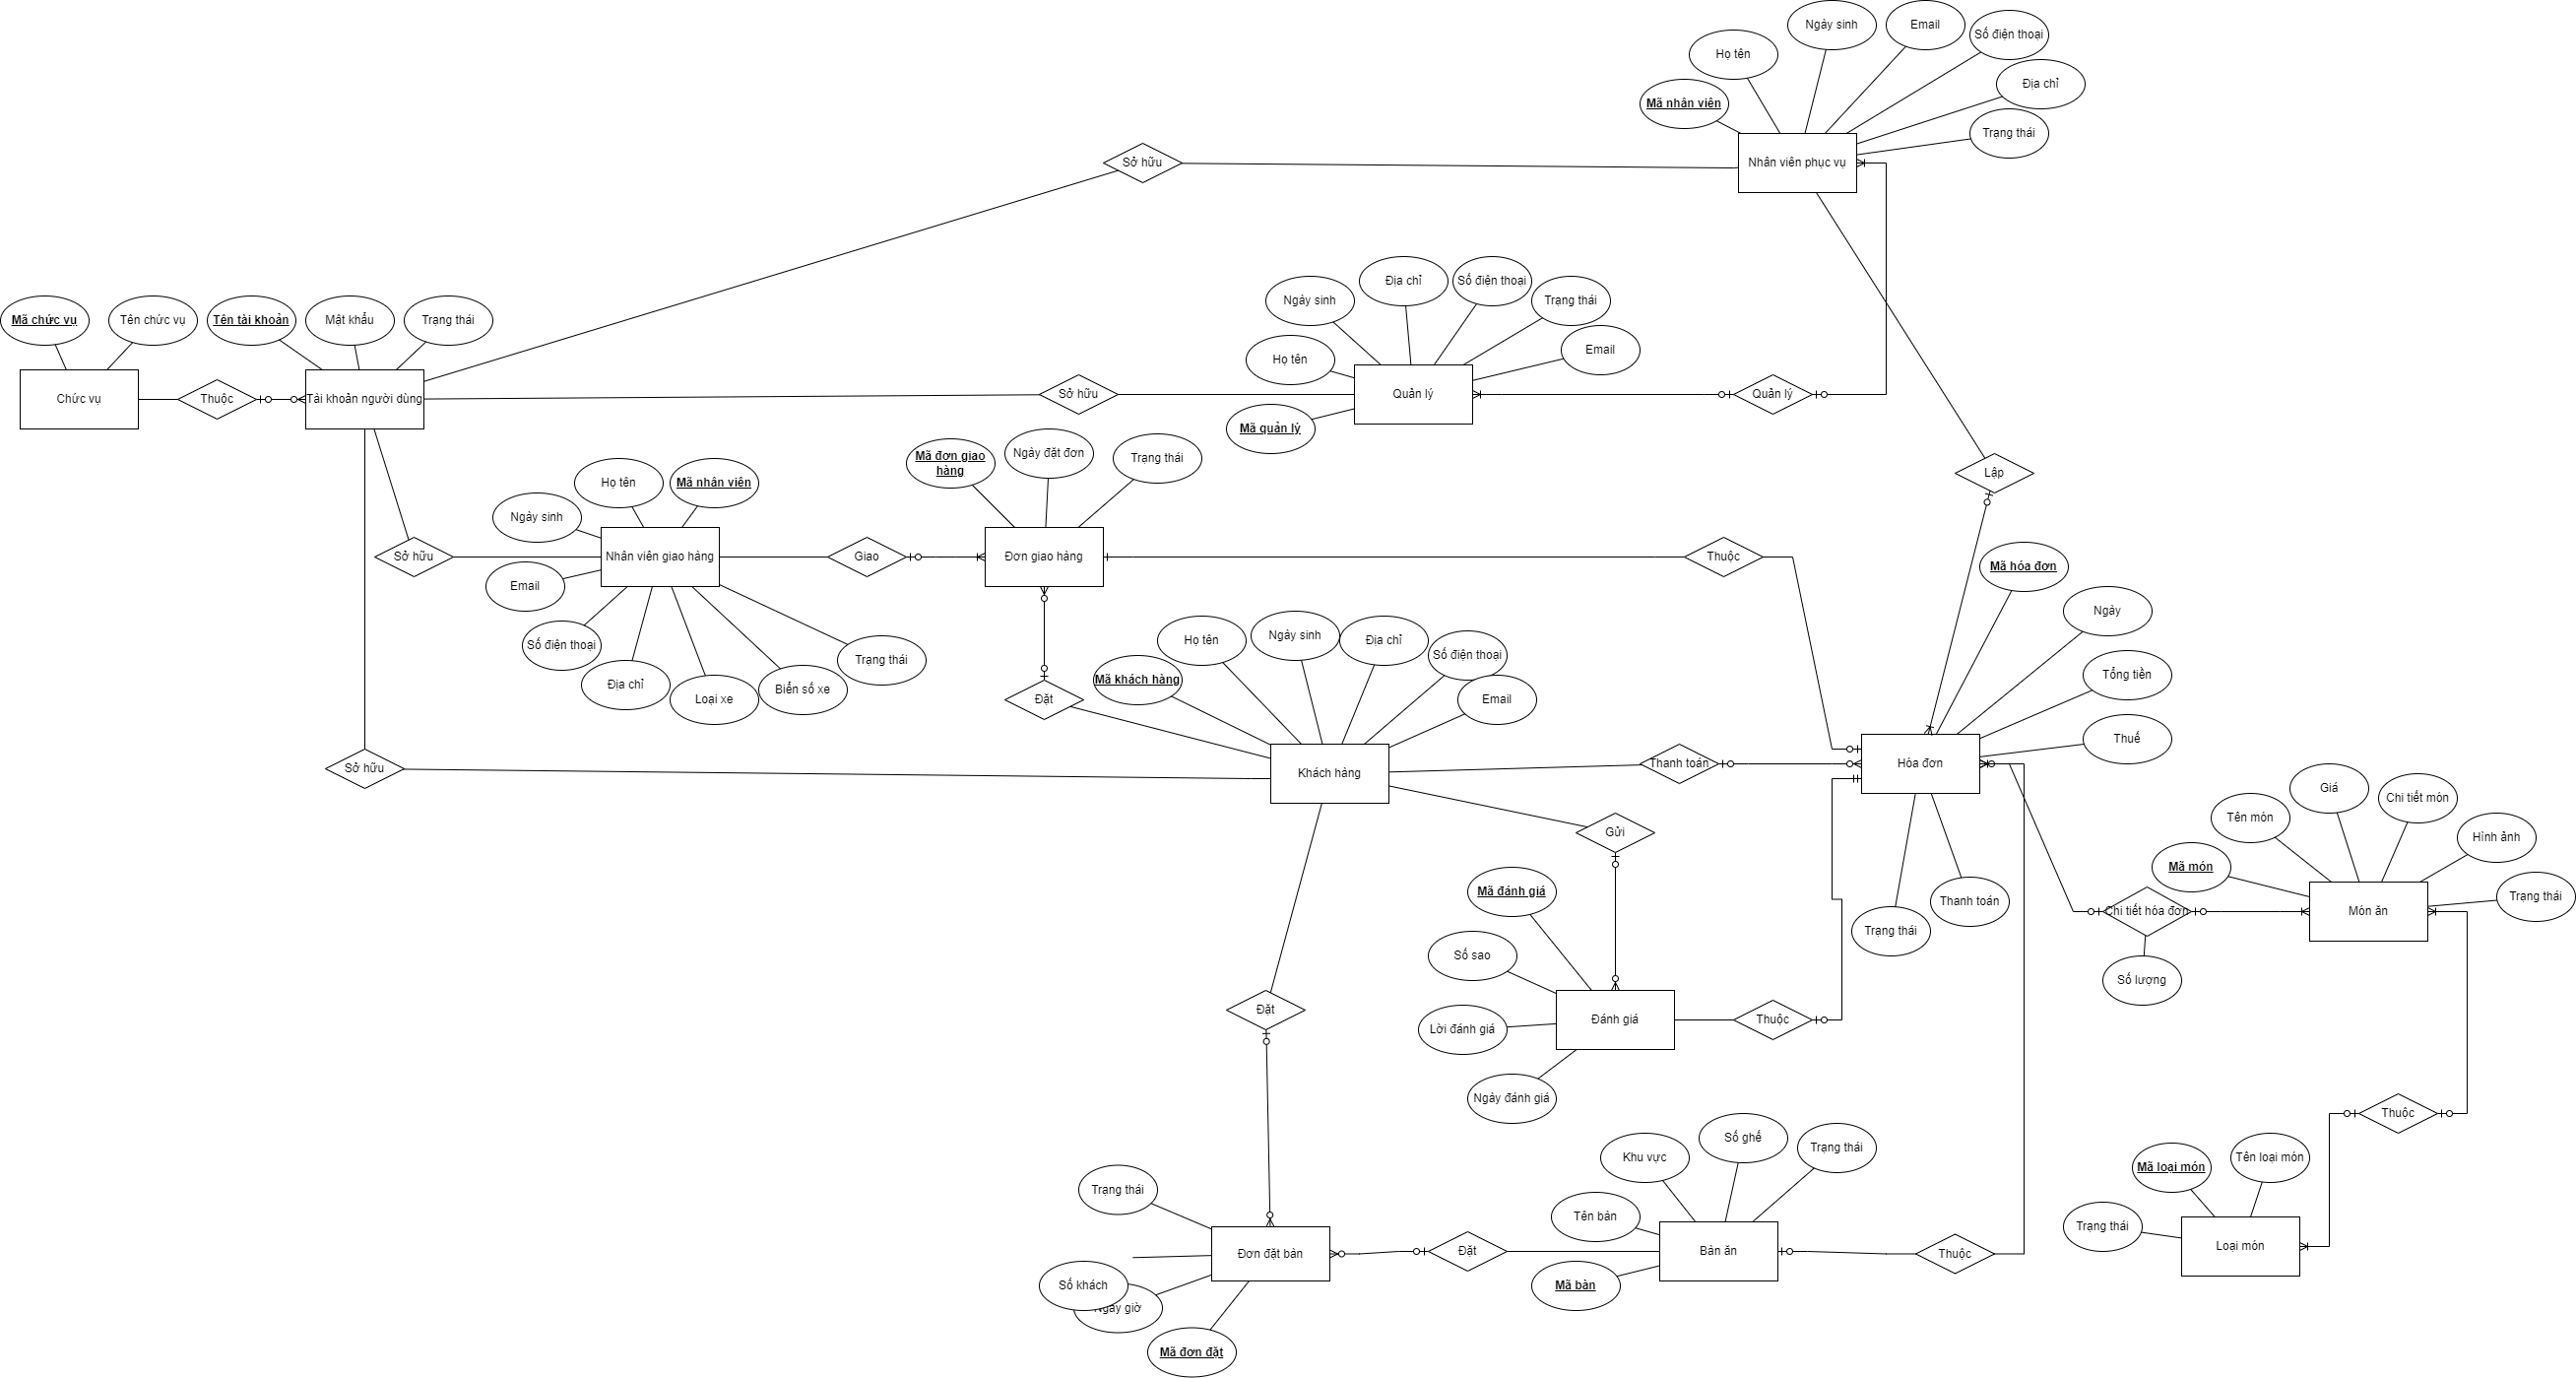 Ngày sinh
Email
Số điện thoại
Họ tên
Địa chỉ
Mã nhân viên
Trạng thái
Sở hữu
Nhân viên phục vụ
Địa chỉ
Số điện thoại
Ngày sinh
Trạng thái
Mã chức vụ
Tên chức vụ
Tên tài khoản
Mật khẩu
Trạng thái
Họ tên
Email
Chức vụ
Thuộc
Tài khoản người dùng
Sở hữu
Quản lý
Quản lý
Mã quản lý
Mã đơn giao
hàng
Ngày đặt đơn
Trạng thái
Lập
Họ tên
Mã nhân viên
Ngày sinh
Sở hữu
Nhân viên giao hàng
Giao
Đơn giao hàng
Thuộc
Mã hóa đơn
Email
Ngày
Số điện thoại
Họ tên
Ngày sinh
Địa chỉ
Số điện thoại
Trạng thái
Tổng tiền
Mã khách hàng
Địa chỉ
Loại xe
Biển số xe
Đặt
Email
Thuế
Sở hữu
Khách hàng
Thanh toán
Hóa đơn
Giá
Chi tiết món
Tên món
Hình ảnh
Gửi
Mã món
Trạng thái
Mã đánh giá
Thanh toán
Chi tiết hóa đơn
Món ăn
Trạng thái
Số sao
Số lượng
Đặt
Lời đánh giá
Đánh giá
Thuộc
Ngày đánh giá
Thuộc
Số ghế
Trạng thái
Khu vực
Mã loại món
Tên loại món
Trạng thái
Tên bàn
Trạng thái
Đơn đặt bàn
Đặt
Bàn ăn
Thuộc
Loại món
Số khách
Mã bàn
Ngày giờ
Mã đơn đặt